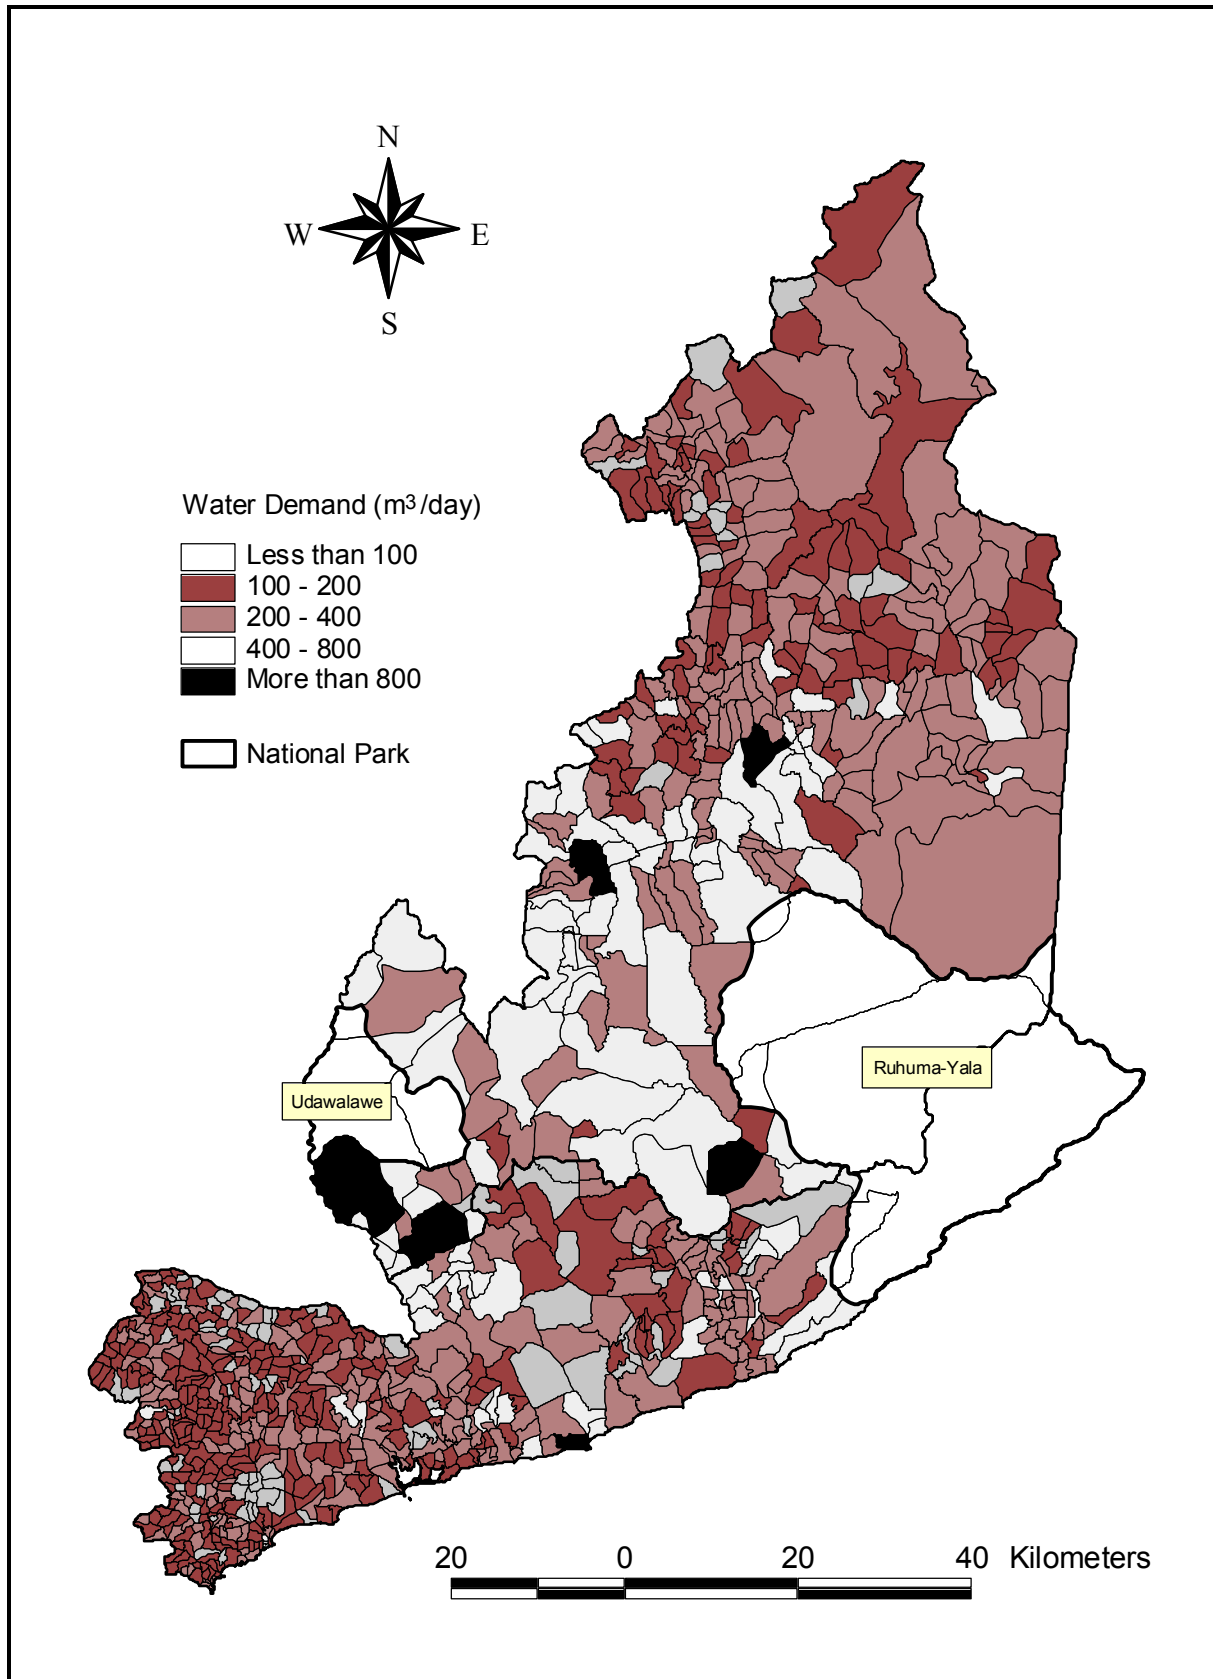 N
W E
S
Water Demand (m³/day)
Less than 100
100 - 200
200 - 400
400 - 800
More than 800
National Park
Ruhuma-Yala
Udawalawe
20 0 20 40 Kilometers